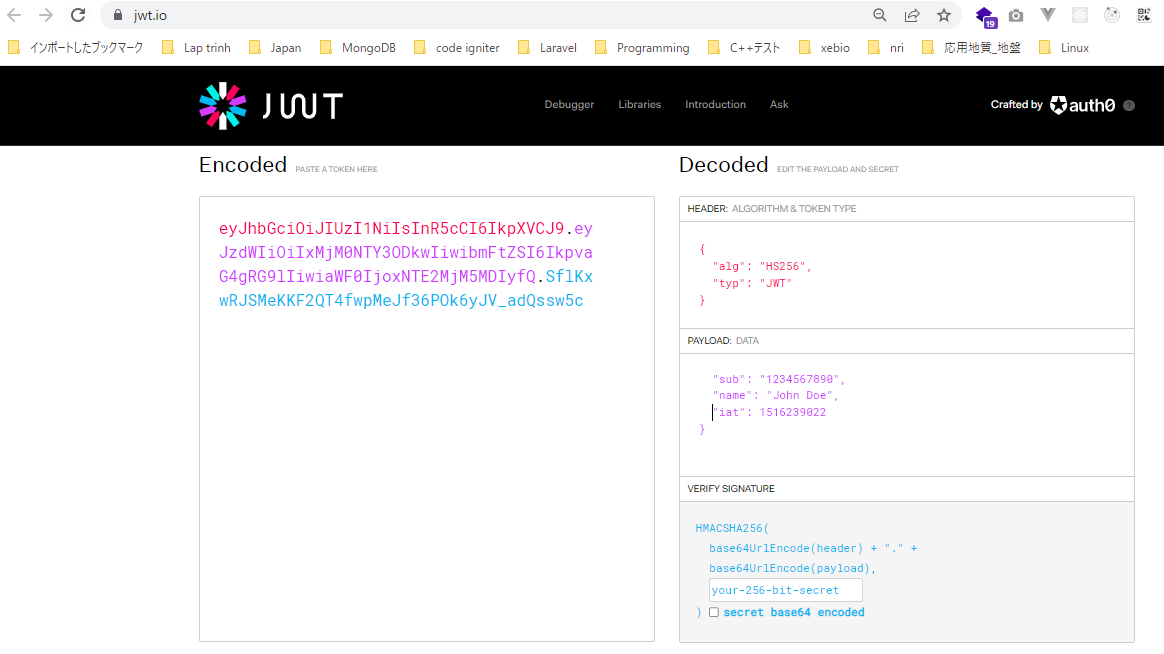 jwt.io
19
インポートしたブックマーク Lap trinh Japan MongoDB code igniter Laravel Programming C++テスト xebio nri 応用地質_地盤 Linux
JWT Debugger Libraries Introduction Ask Crafted by auth0 ?
Encoded PASTE A TOKEN HERE
eyJhbGciOiJIUzI1NiIsInR5cCI6IkpXVCJ9.ey
JzdWIiOiIxMjM0NTY3ODkwIiwibmFtZSI6Ikpva
G4gRG9lIiwiaWF0IjoxNTE2MjM5MDIyfQ.SflKx
wRJSMeKKF2QT4fwpMeJf36POk6yJV_adQssw5c
Decoded EDIT THE PAYLOAD AND SECRET
HEADER: ALGORITHM & TOKEN TYPE
{
"alg": "HS256",
"typ": "JWT"
}
PAYLOAD: DATA
"sub": "1234567890",
"name": "John Doe",
"iat": 1516239022
}
VERIFY SIGNATURE
HMACSHA256(
base64UrlEncode(header) + "." +
base64UrlEncode(payload),
your-256-bit-secret
) secret base64 encoded